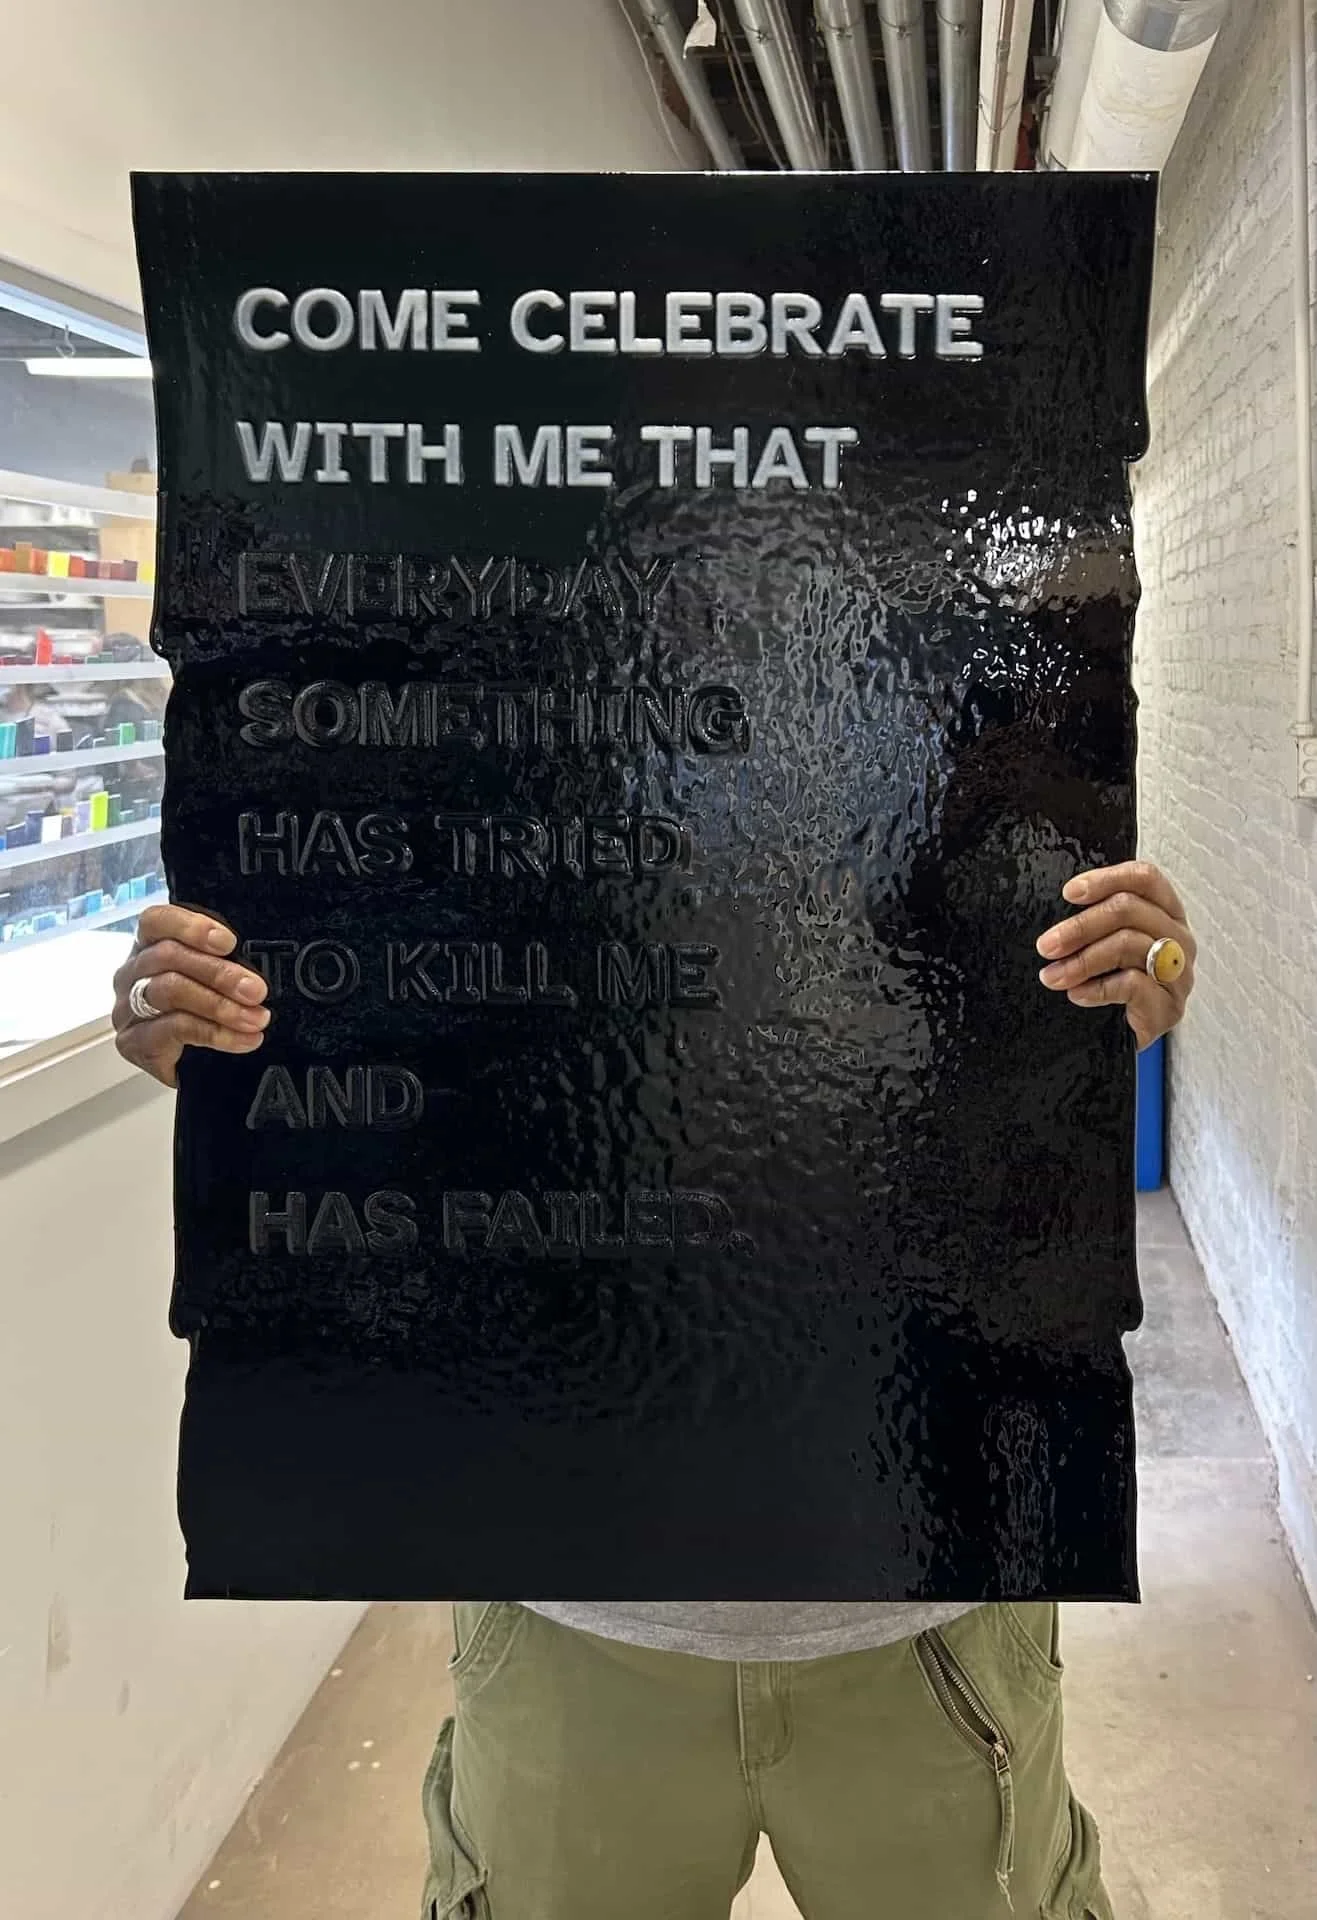 COME CELEBRATE
WITH ME THAT
EVERYDAY
SOMETHING
HAS TRIED
TO KILL ME
AND
HAS FAILED.